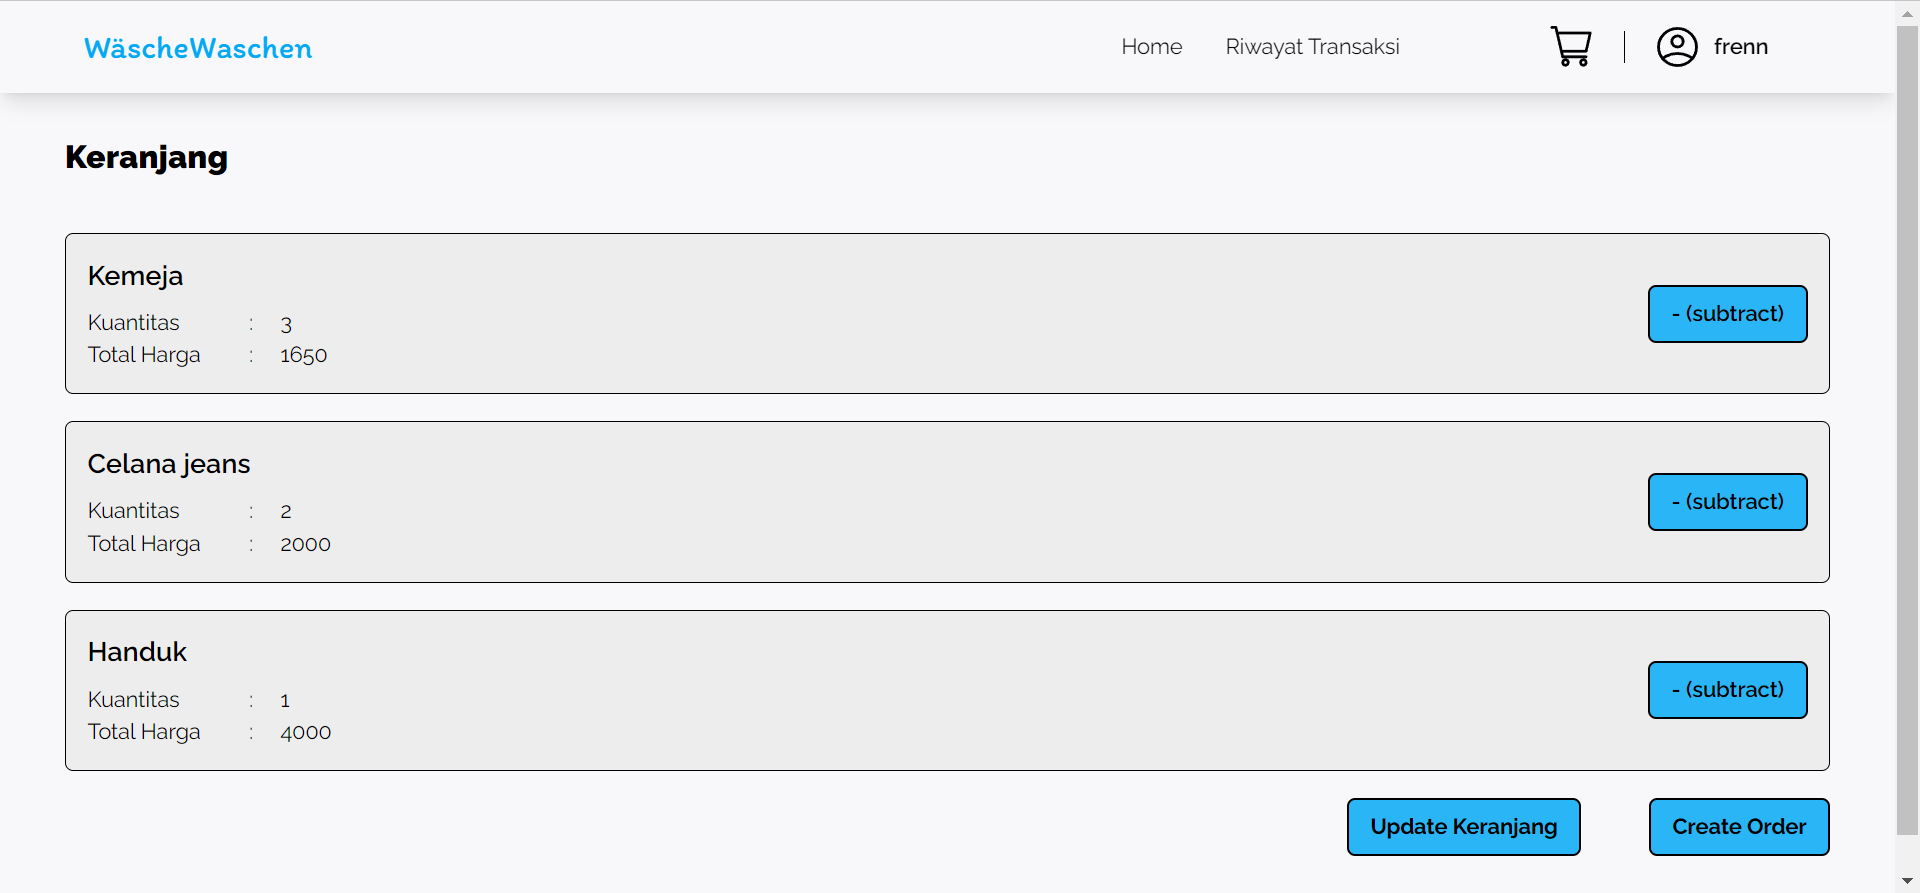 WäscheWaschen Home Riwayat Transaksi frenn
Keranjang
Kemeja
Kuantitas : 3
Total Harga : 1650
- (subtract)
Celana jeans
Kuantitas : 2
Total Harga : 2000
- (subtract)
Handuk
Kuantitas : 1
Total Harga : 4000
- (subtract)
Update Keranjang Create Order